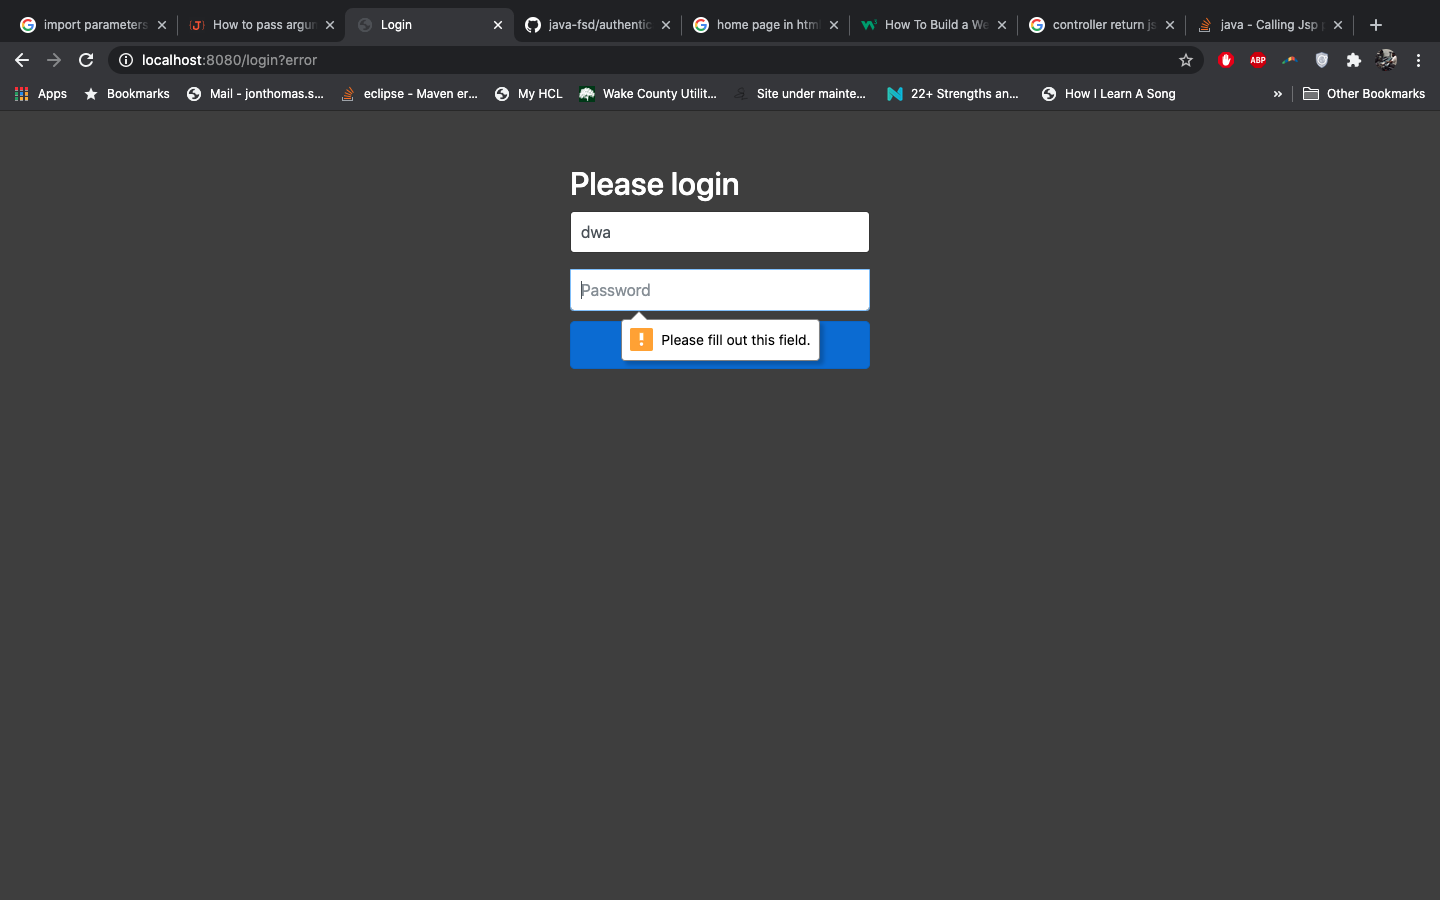 import parameters
(J) How to pass argun
Login
java-fsd/authentic
home page in htm
How To Build a We
controller return js
java - Calling Jsp p
localhost:8080/login?error
ABP
Apps
Bookmarks
Mail - jonthomas.s...
eclipse - Maven er...
My HCL
Wake County Utilit...
Site under mainte...
22+ Strengths an...
How I Learn A Song
»
Other Bookmarks
Please login
dwa
Password
Please fill out this field.